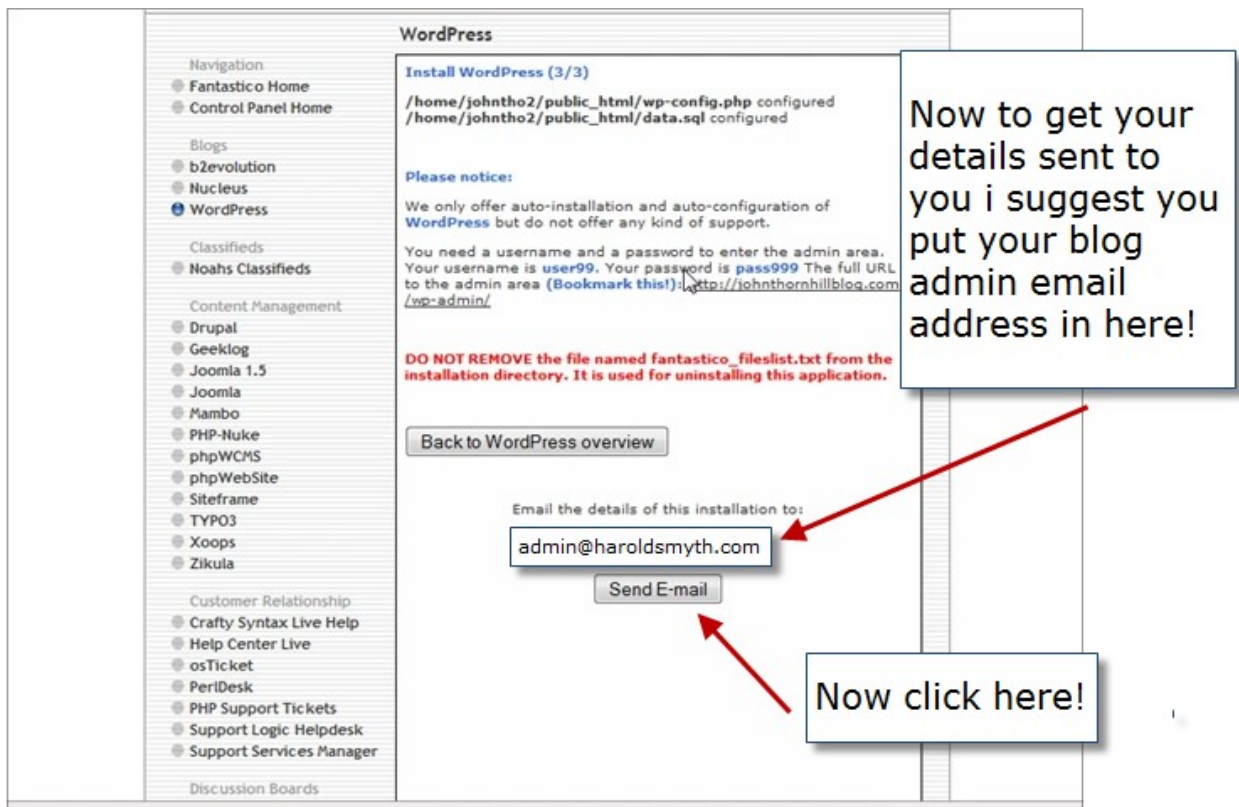 WordPress
Navigation
Fantastico Home
Control Panel Home
Blogs
b2evolution
Nucleus
WordPress
Classifieds
Noahs Classifieds
Content Management
Drupal
Geeklog
Joomla 1.5
Joomla
Mambo
PHP-Nuke
phpWCMS
phpWebSite
Siteframe
TYPO3
Xoops
Zikula
Customer Relationship
Crafty Syntax Live Help
Help Center Live
osTicket
PerlDesk
PHP Support Tickets
Support Logic Helpdesk
Support Services Manager
Discussion Boards
Install WordPress (3/3)
/home/johntho2/public_html/wp-config.php configured
/home/johntho2/public_html/data.sql configured
Please notice:
We only offer auto-installation and auto-configuration of
WordPress but do not offer any kind of support.
You need a username and a password to enter the admin area.
Your username is user99. Your password is pass999 The full URL
to the admin area (Bookmark this!): http://johnthornhillblog.com
/wp-admin/
DO NOT REMOVE the file named fantastico_fileslist.txt from the
installation directory. It is used for uninstalling this application.
Back to WordPress overview
Email the details of this installation to:
admin@haroldsmyth.com
Send E-mail
Now to get your
details sent to
you i suggest you
put your blog
admin email
address in here!
Now click here!